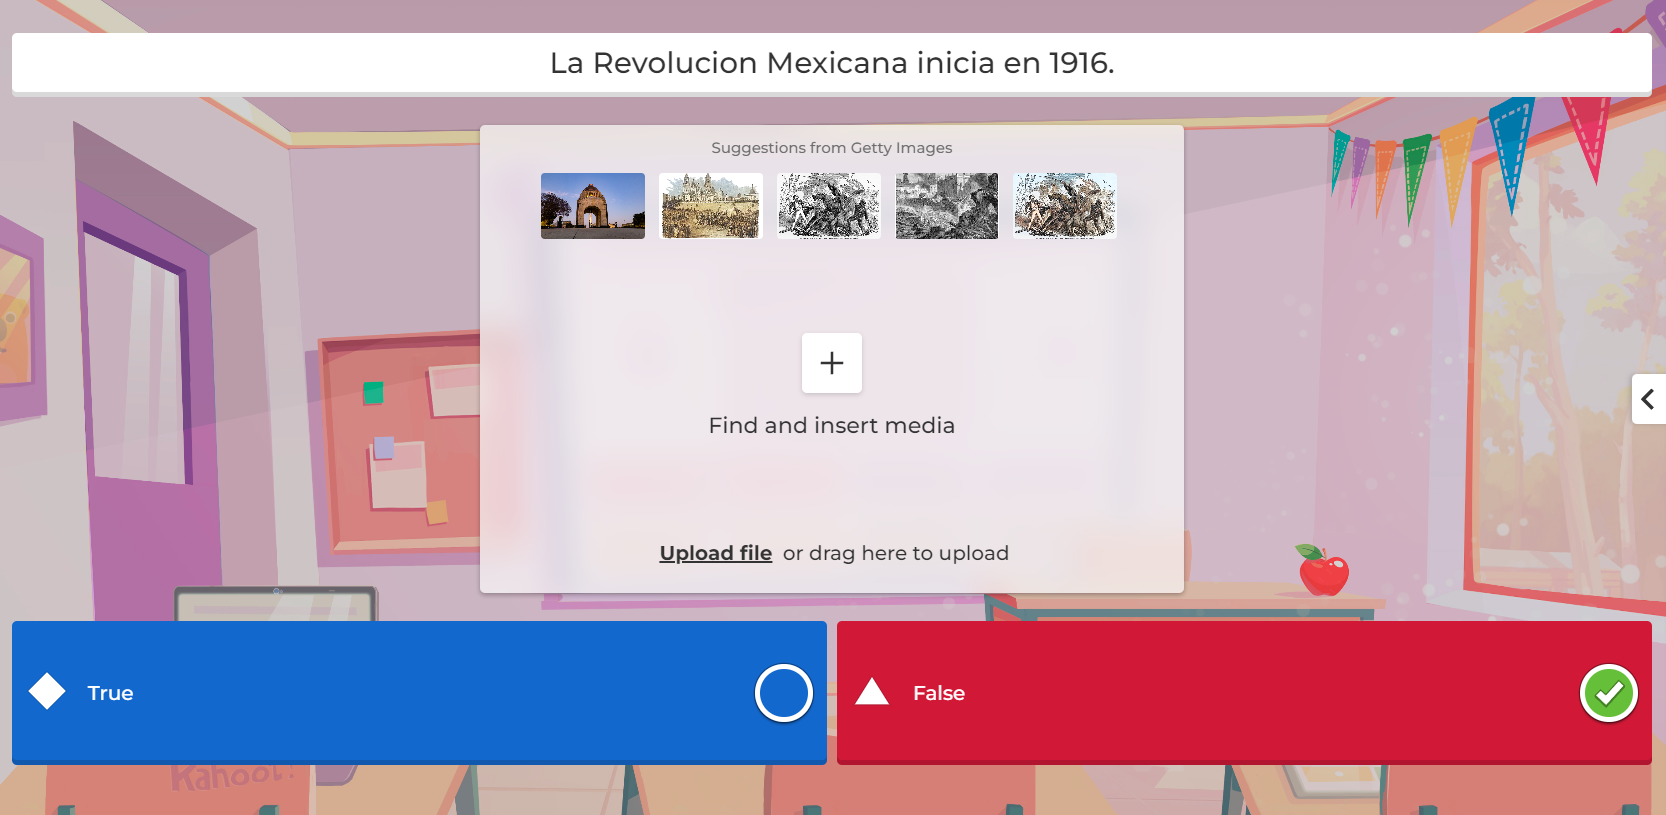 La Revolucion Mexicana inicia en 1916.
Suggestions from Getty Images
Find and insert media
Upload file or drag here to upload
True
False
Kahoot!